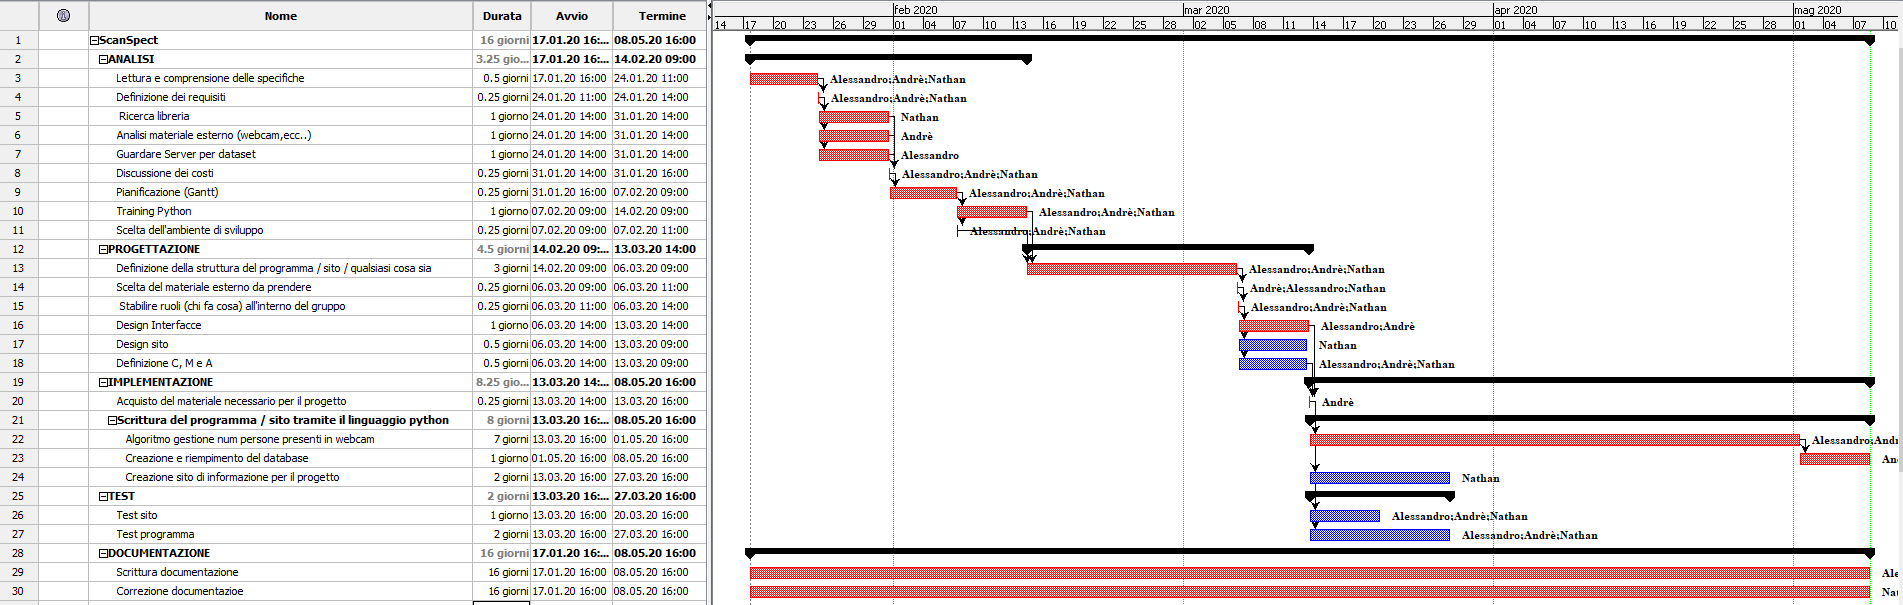 Nome Durata Avvio Termine
feb 2020 mar 2020 apr 2020 mag 2020
14 17 20 23 26 29 01 04 07 10 13 16 19 22 25 28 02 05 08 11 14 17 20 23 26 29 01 04 07 10 13 16 19 22 25 28 01 04 07 10
1 ScanSpect 16 giorni 17.01.20 16:... 08.05.20 16:00
2 ANALISI 3.25 gio... 17.01.20 16:... 14.02.20 09:00
3 Lettura e comprensione delle specifiche 0.5 giorni 17.01.20 16:00 24.01.20 11:00 Alessandro;Andrè;Nathan
4 Definizione dei requisiti 0.25 giorni 24.01.20 11:00 24.01.20 14:00 Alessandro;Andrè;Nathan
5 Ricerca libreria 1 giorno 24.01.20 14:00 31.01.20 14:00 Nathan
6 Analisi materiale esterno (webcam,ecc..) 1 giorno 24.01.20 14:00 31.01.20 14:00 Andrè
7 Guardare Server per dataset 1 giorno 24.01.20 14:00 31.01.20 14:00 Alessandro
8 Discussione dei costi 0.25 giorni 31.01.20 14:00 31.01.20 16:00 Alessandro;Andrè;Nathan
9 Pianificazione (Gantt) 0.25 giorni 31.01.20 16:00 07.02.20 09:00 Alessandro;Andrè;Nathan
10 Training Python 1 giorno 07.02.20 09:00 14.02.20 09:00 Alessandro;Andrè;Nathan
11 Scelta dell'ambiente di sviluppo 0.25 giorni 07.02.20 09:00 07.02.20 11:00 Alessandro;Andrè;Nathan
12 PROGETTAZIONE 4.5 giorni 14.02.20 09:... 13.03.20 14:00
13 Definizione della struttura del programma / sito / qualsiasi cosa sia 3 giorni 14.02.20 09:00 06.03.20 09:00 Alessandro;Andrè;Nathan
14 Scelta del materiale esterno da prendere 0.25 giorni 06.03.20 09:00 06.03.20 11:00 Andrè;Alessandro;Nathan
15 Stabilire ruoli (chi fa cosa) all'interno del gruppo 0.25 giorni 06.03.20 11:00 06.03.20 14:00 Alessandro;Andrè;Nathan
16 Design Interfacce 1 giorno 06.03.20 14:00 13.03.20 14:00 Alessandro;Andrè
17 Design sito 0.5 giorni 06.03.20 14:00 13.03.20 09:00 Nathan
18 Definizione C, M e A 0.5 giorni 06.03.20 14:00 13.03.20 09:00 Alessandro;Andrè;Nathan
19 IMPLEMENTAZIONE 8.25 gio... 13.03.20 14:... 08.05.20 16:00
20 Acquisto del materiale necessario per il progetto 0.25 giorni 13.03.20 14:00 13.03.20 16:00 Andrè
21 Scrittura del programma / sito tramite il linguaggio python 8 giorni 13.03.20 16:... 08.05.20 16:00
22 Algoritmo gestione num persone presenti in webcam 7 giorni 13.03.20 16:00 01.05.20 16:00 Alessandro;And
23 Creazione e riempimento del database 1 giorno 01.05.20 16:00 08.05.20 16:00 An
24 Creazione sito di informazione per il progetto 2 giorni 13.03.20 16:00 27.03.20 16:00 Nathan
25 TEST 2 giorni 13.03.20 16:... 27.03.20 16:00
26 Test sito 1 giorno 13.03.20 16:00 20.03.20 16:00 Alessandro;Andrè;Nathan
27 Test programma 2 giorni 13.03.20 16:00 27.03.20 16:00 Alessandro;Andrè;Nathan
28 DOCUMENTAZIONE 16 giorni 17.01.20 16:... 08.05.20 16:00
29 Scrittura documentazione 16 giorni 17.01.20 16:00 08.05.20 16:00 Ale
30 Correzione documentazioe 16 giorni 17.01.20 16:00 08.05.20 16:00 Na